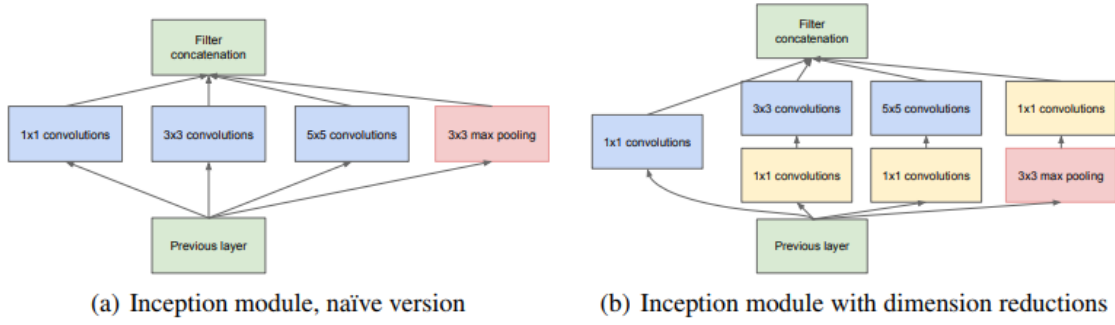 Filter
concatenation
1x1 convolutions
3x3 convolutions
5x5 convolutions
3x3 max pooling
Previous layer
(a) Inception module, naïve version
Filter
concatenation
3x3 convolutions
5x5 convolutions
1x1 convolutions
1x1 convolutions
1x1 convolutions
1x1 convolutions
3x3 max pooling
Previous layer
(b) Inception module with dimension reductions